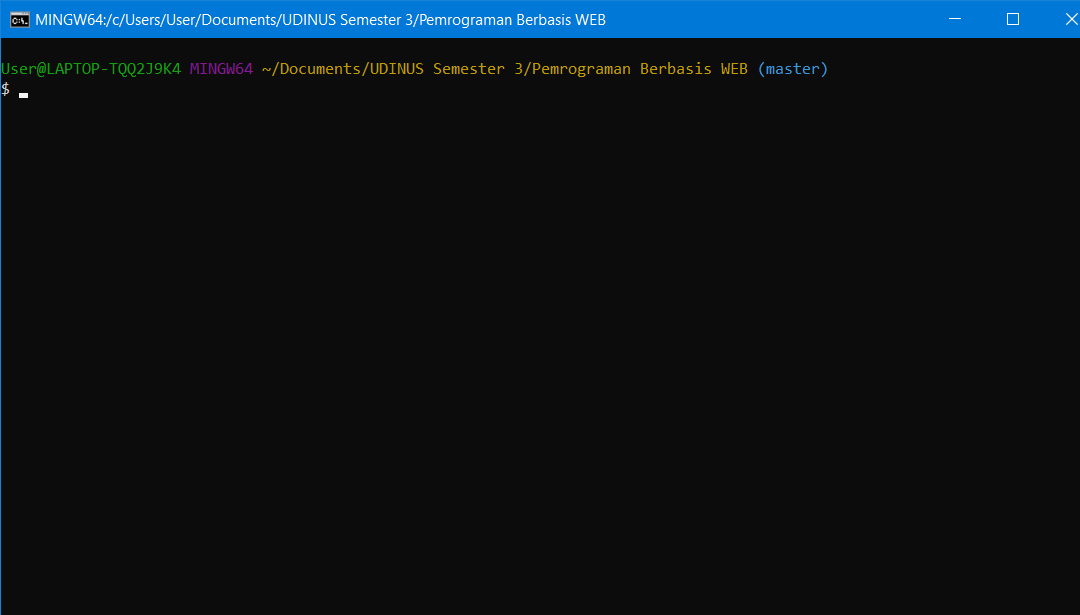 MINGW64:/c/Users/User/Documents/UDINUS Semester 3/Pemrograman Berbasis WEB
User@LAPTOP-TQQ2J9K4 MINGW64 ~/Documents/UDINUS Semester 3/Pemrograman Berbasis WEB (master)
$